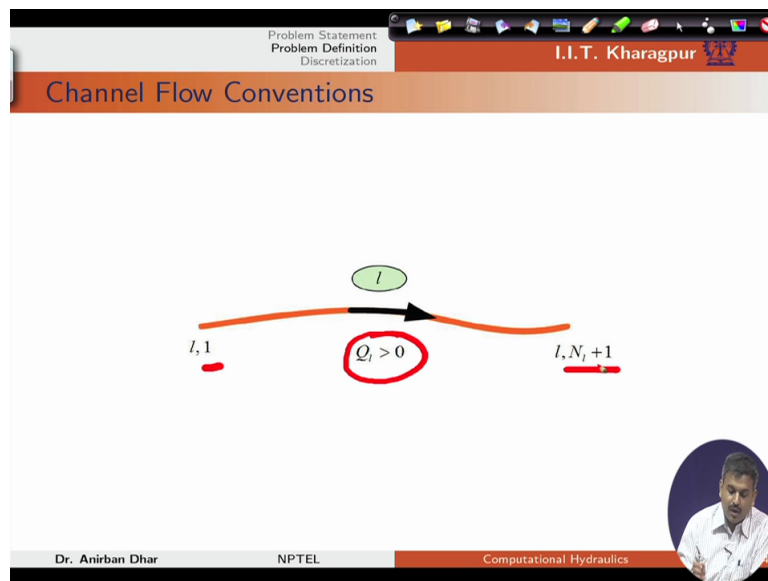 Problem Statement
Problem Definition
Discretization
I.I.T. Kharagpur
Channel Flow Conventions
l
l, 1
Q_l > 0
l, N_l + 1
Dr. Anirban Dhar
NPTEL
Computational Hydraulics